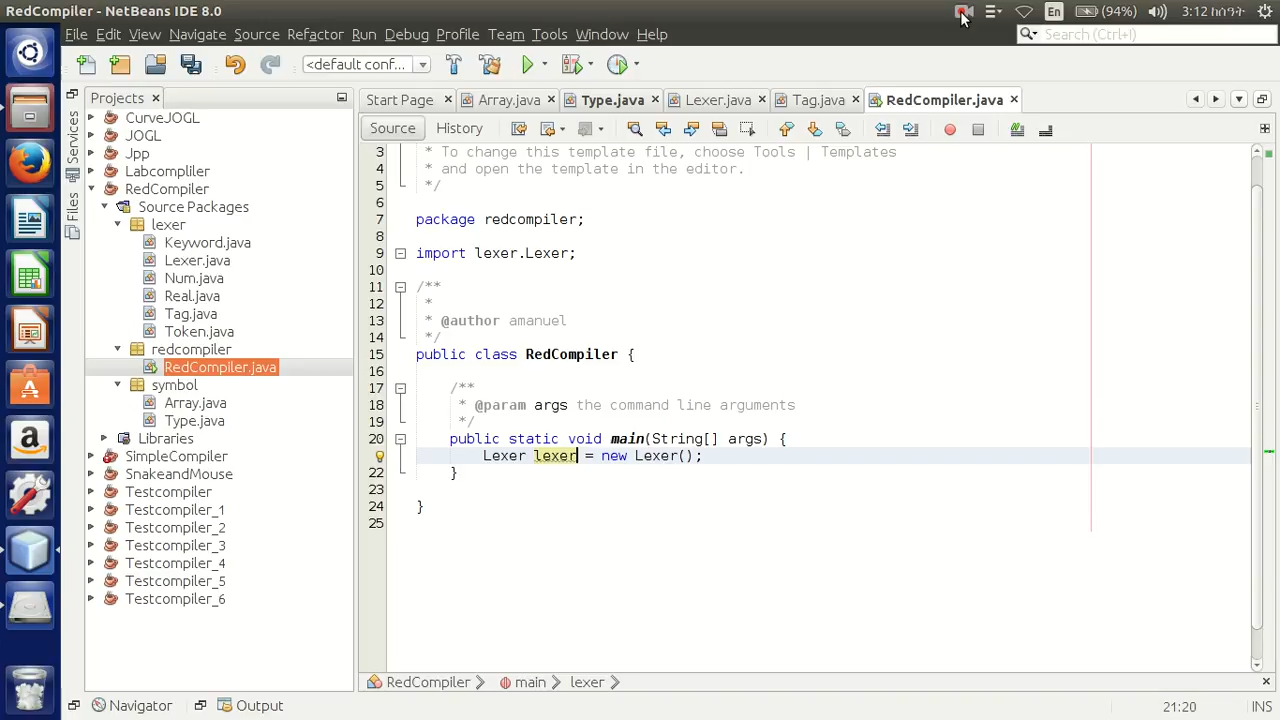 RedCompiler - NetBeans IDE 8.0
En (94%) 3:12 ከሰዓት
File Edit View Navigate Source Refactor Run Debug Profile Team Tools Window Help
Search (Ctrl+I)
<default conf...
Projects
Services
Files
CurveJOGL
JOGL
Jpp
Labcompliler
RedCompiler
Source Packages
lexer
Keyword.java
Lexer.java
Num.java
Real.java
Tag.java
Token.java
redcompiler
RedCompiler.java
symbol
Array.java
Type.java
Libraries
SimpleCompiler
SnakeandMouse
Testcompiler
Testcompiler_1
Testcompiler_2
Testcompiler_3
Testcompiler_4
Testcompiler_5
Testcompiler_6
Start Page Array.java Type.java Lexer.java Tag.java RedCompiler.java
Source History
3 * To change this template file, choose Tools | Templates
4 * and open the template in the editor.
5 */
6
7 package redcompiler;
8
9 import lexer.Lexer;
10
11 /**
12 *
13 * @author amanuel
14 */
15 public class RedCompiler {
16
17 /**
18 * @param args the command line arguments
19 */
20 public static void main(String[] args) {
Lexer lexer = new Lexer();
22 }
23
24 }
25
RedCompiler main lexer
Navigator Output
21:20 INS